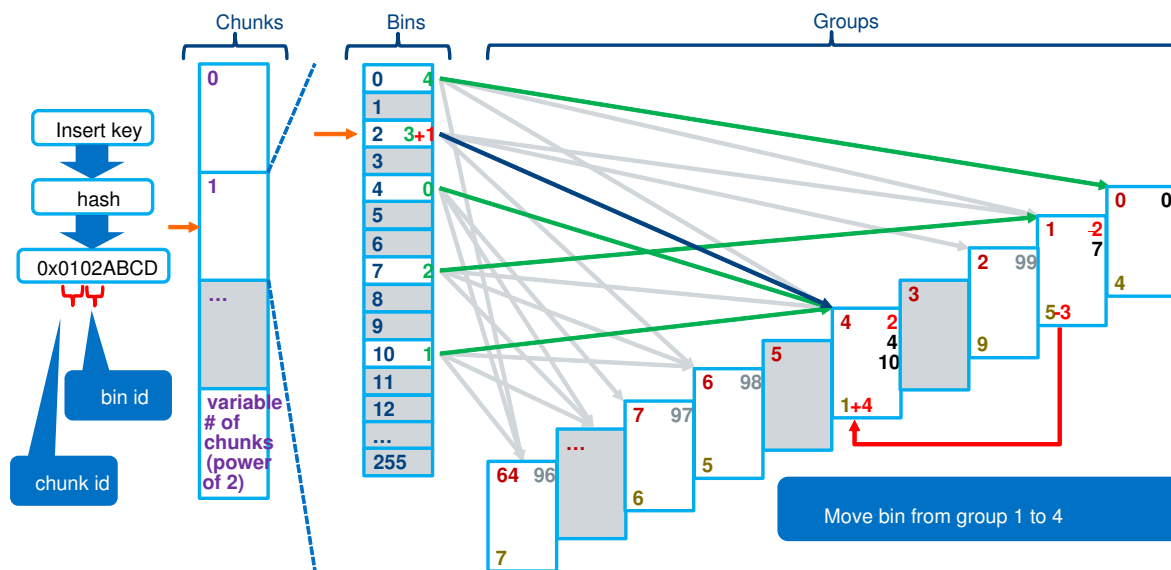 Chunks
Bins
Groups
Insert key
hash
0x0102ABCD
bin id
chunk id
0
1
...
variable
# of
chunks
(power
of 2)
0 4
1
2 3+1
3
4 0
5
6
7 2
8
9
10 1
11
12
...
255
0 0
4
1 -2
7
5-3
2 99
9
3
4 2
4
10
1+4
5
6 98
5
7 97
6
...
64 96
7
Move bin from group 1 to 4